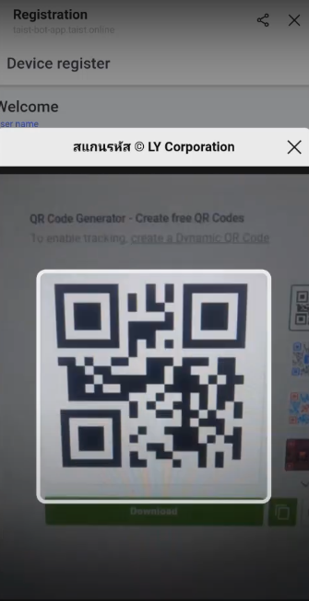 Registration
taist-bot-app.taist.online
Device register
Welcome
ser name
สแกนรหัส © LY Corporation
QR Code Generator - Create free QR Codes
To enable tracking, create a Dynamic QR Code
Download